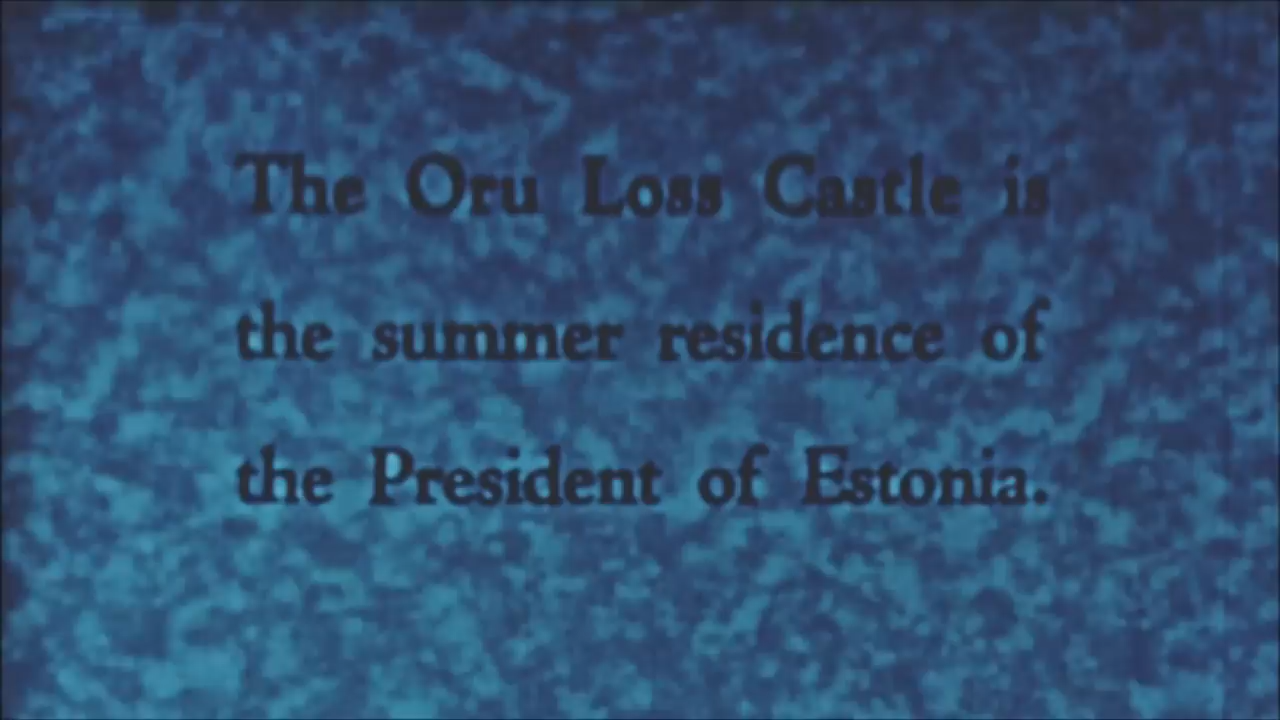 The Oru Loss Castle is
the summer residence of
the President of Estonia.